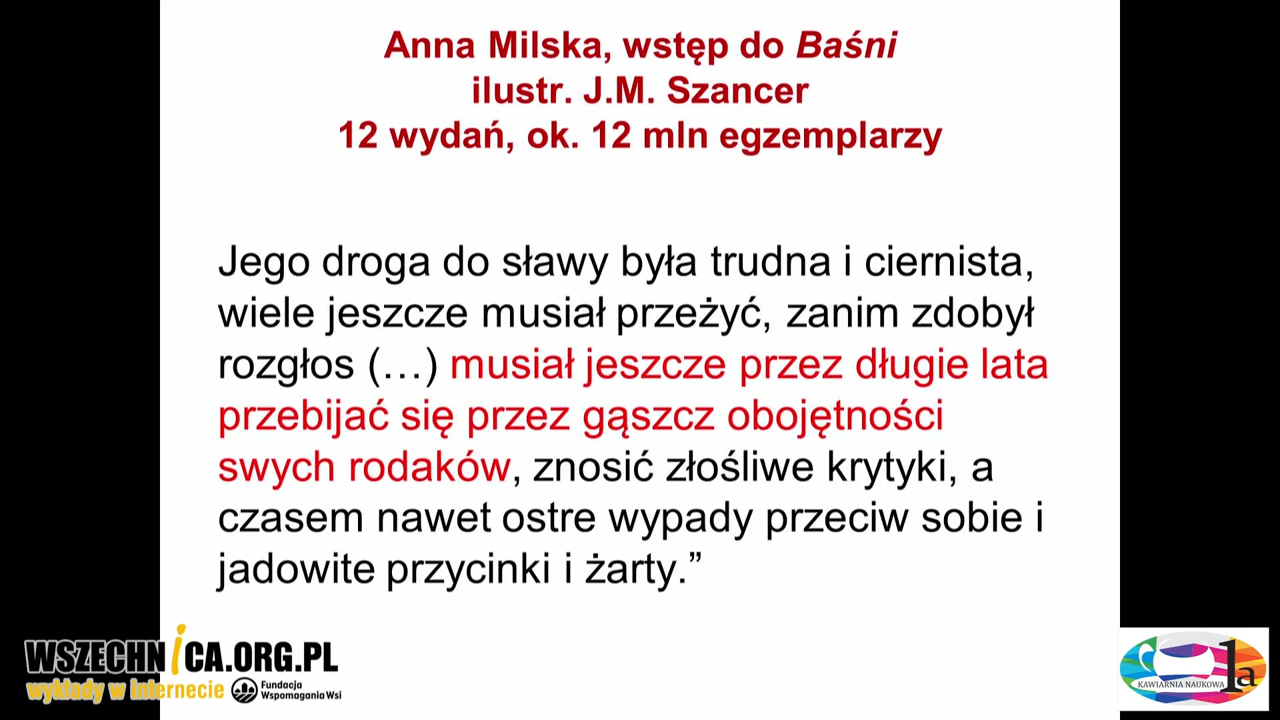 Anna Milska, wstęp do Baśni
ilustr. J.M. Szancer
12 wydań, ok. 12 mln egzemplarzy
Jego droga do sławy była trudna i ciernista,
wiele jeszcze musiał przeżyć, zanim zdobył
rozgłos (…) musiał jeszcze przez długie lata
przebijać się przez gąszcz obojętności
swych rodaków, znosić złośliwe krytyki, a
czasem nawet ostre wypady przeciw sobie i
jadowite przycinki i żarty.”
WSZECHNiCA.ORG.PL
wykłady w internecie
Fundacja
Wspomagania Wsi
KAWIARNIA NAUKOWA 1a